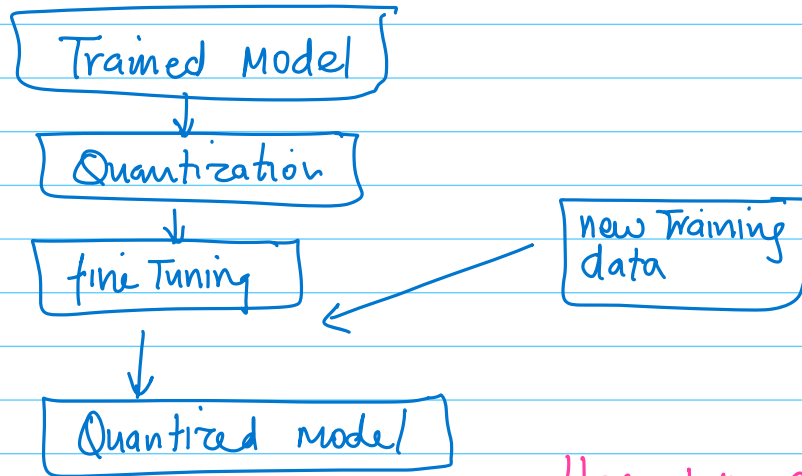 Trained Model
Quantization
fine Tuning
new Training
data
Quantized Model